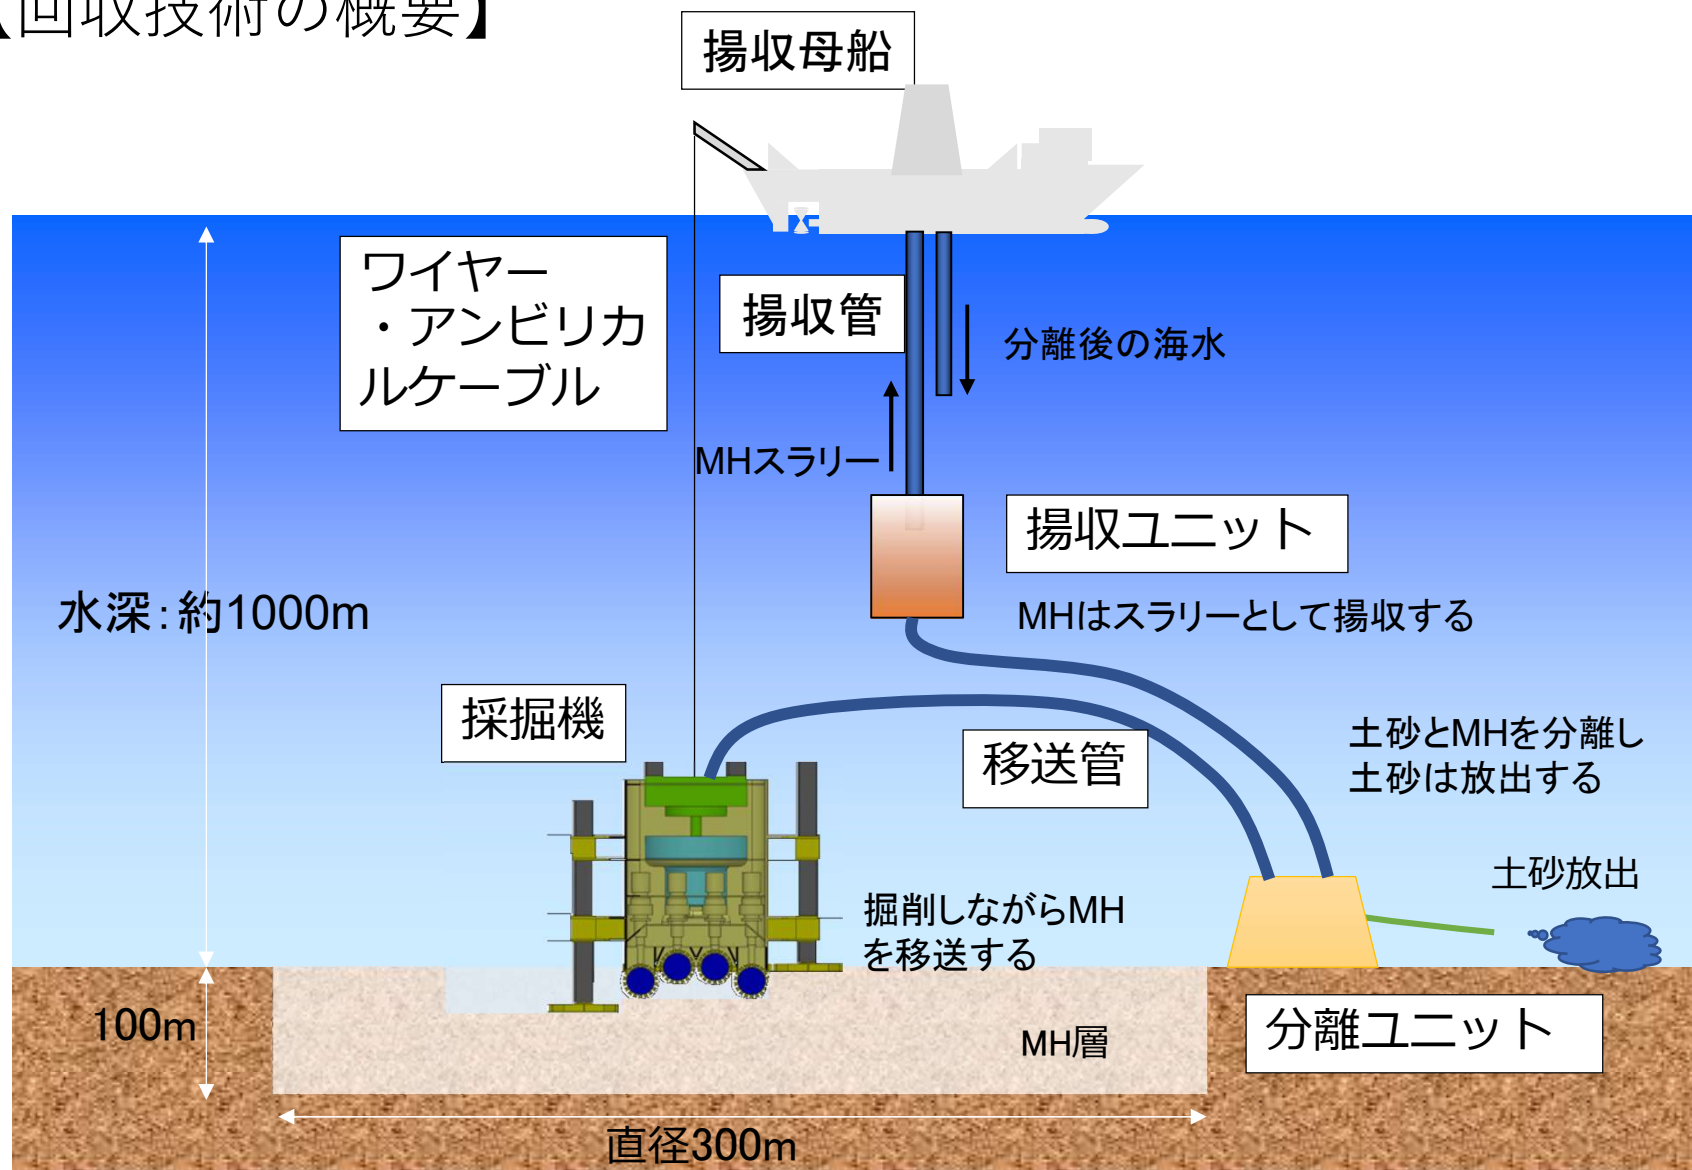 【回収技術の概要】
揚収母船
ワイヤー
・アンビリカ
ルケーブル
揚収管
分離後の海水
MHスラリー
揚収ユニット
水深：約1000m
MHはスラリーとして揚収する
採掘機
移送管
土砂とMHを分離し
土砂は放出する
土砂放出
掘削しながらMH
を移送する
100m
MH層
分離ユニット
直径300m